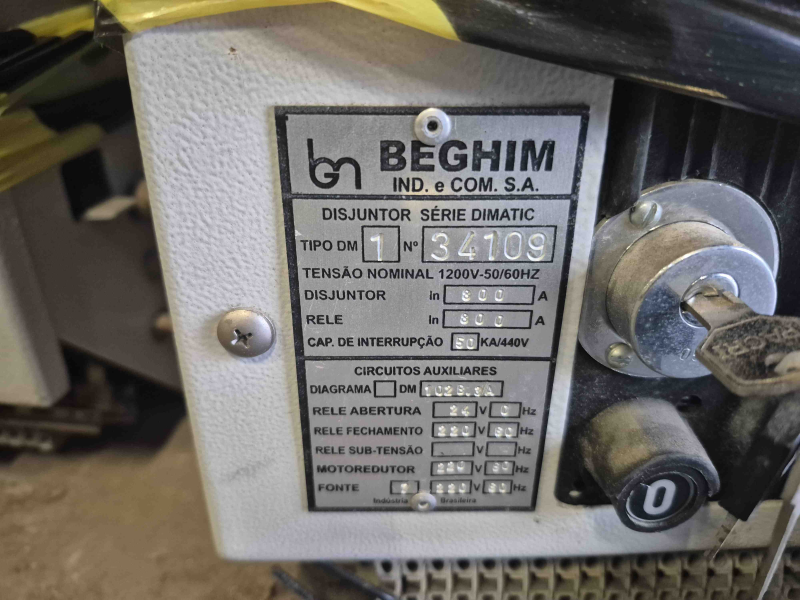 BEGHIM
IND. e COM. S.A.
DISJUNTOR SÉRIE DIMATIC
TIPO DM 1 Nº 34109
TENSÃO NOMINAL 1200V-50/60HZ
DISJUNTOR In 800 A
RELE In 800 A
CAP. DE INTERRUPÇÃO 50 KA/440V
CIRCUITOS AUXILIARES
DIAGRAMA DM 1028.3A
RELE ABERTURA 24 V 0 Hz
RELE FECHAMENTO 220 V 60 Hz
RELE SUB-TENSÃO V Hz
MOTOREDUTOR 220 V 60 Hz
FONTE 220 V 60 Hz
Indústria Brasileira
0